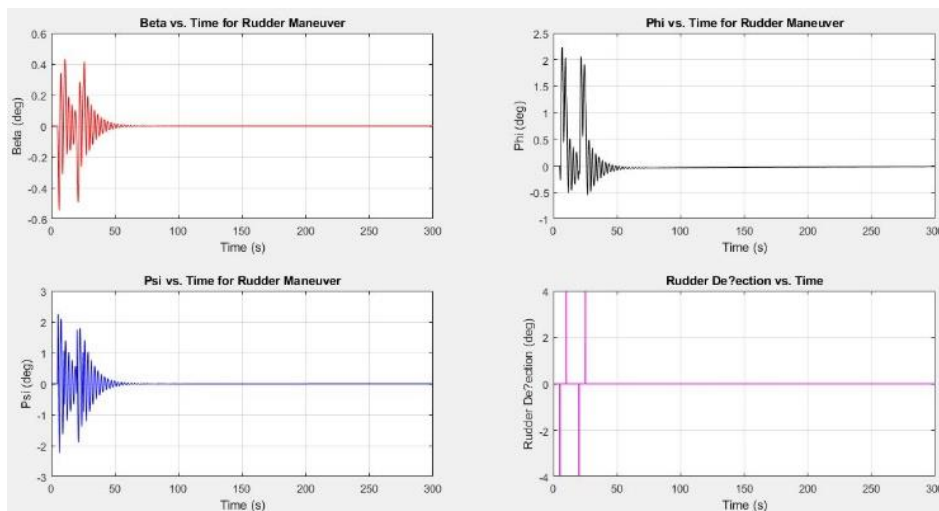 Beta vs. Time for Rudder Maneuver
0.6
0.4
0.2
0
-0.2
-0.4
-0.6
Beta (deg)
0 50 100 150 200 250 300
Time (s)
Phi vs. Time for Rudder Maneuver
2.5
2
1.5
1
0.5
0
-0.5
-1
Phi (deg)
0 50 100 150 200 250 300
Time (s)
Psi vs. Time for Rudder Maneuver
3
2
1
0
-1
-2
-3
Psi (deg)
0 50 100 150 200 250 300
Time (s)
Rudder De?ection vs. Time
4
2
0
-2
-4
Rudder De?ection (deg)
0 50 100 150 200 250 300
Time (s)